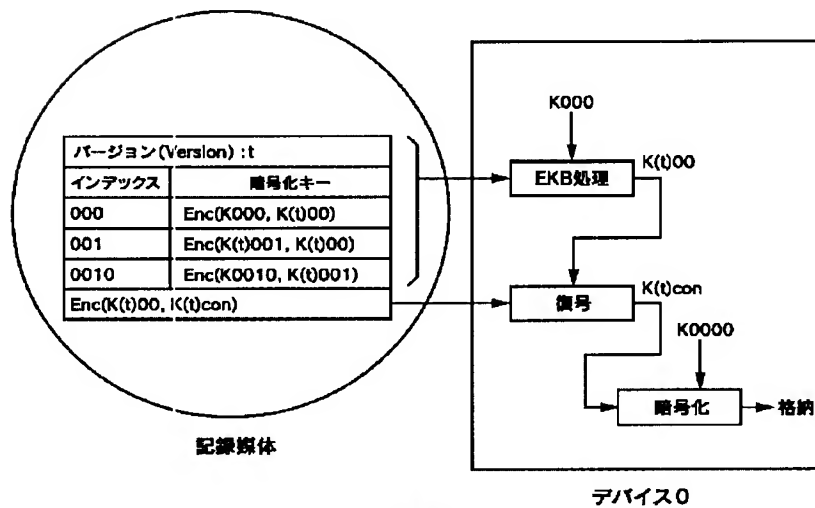 バージョン(Version):t
インデックス 暗号化キー
000 Enc(K000, K(t)00)
001 Enc(K(t)001, K(t)00)
0010 Enc(K0010, K(t)001)
Enc(K(t)00, K(t)con)
記録媒体
K000
EKB処理
K(t)00
復号
K(t)con
K0000
暗号化
格納
デバイス0